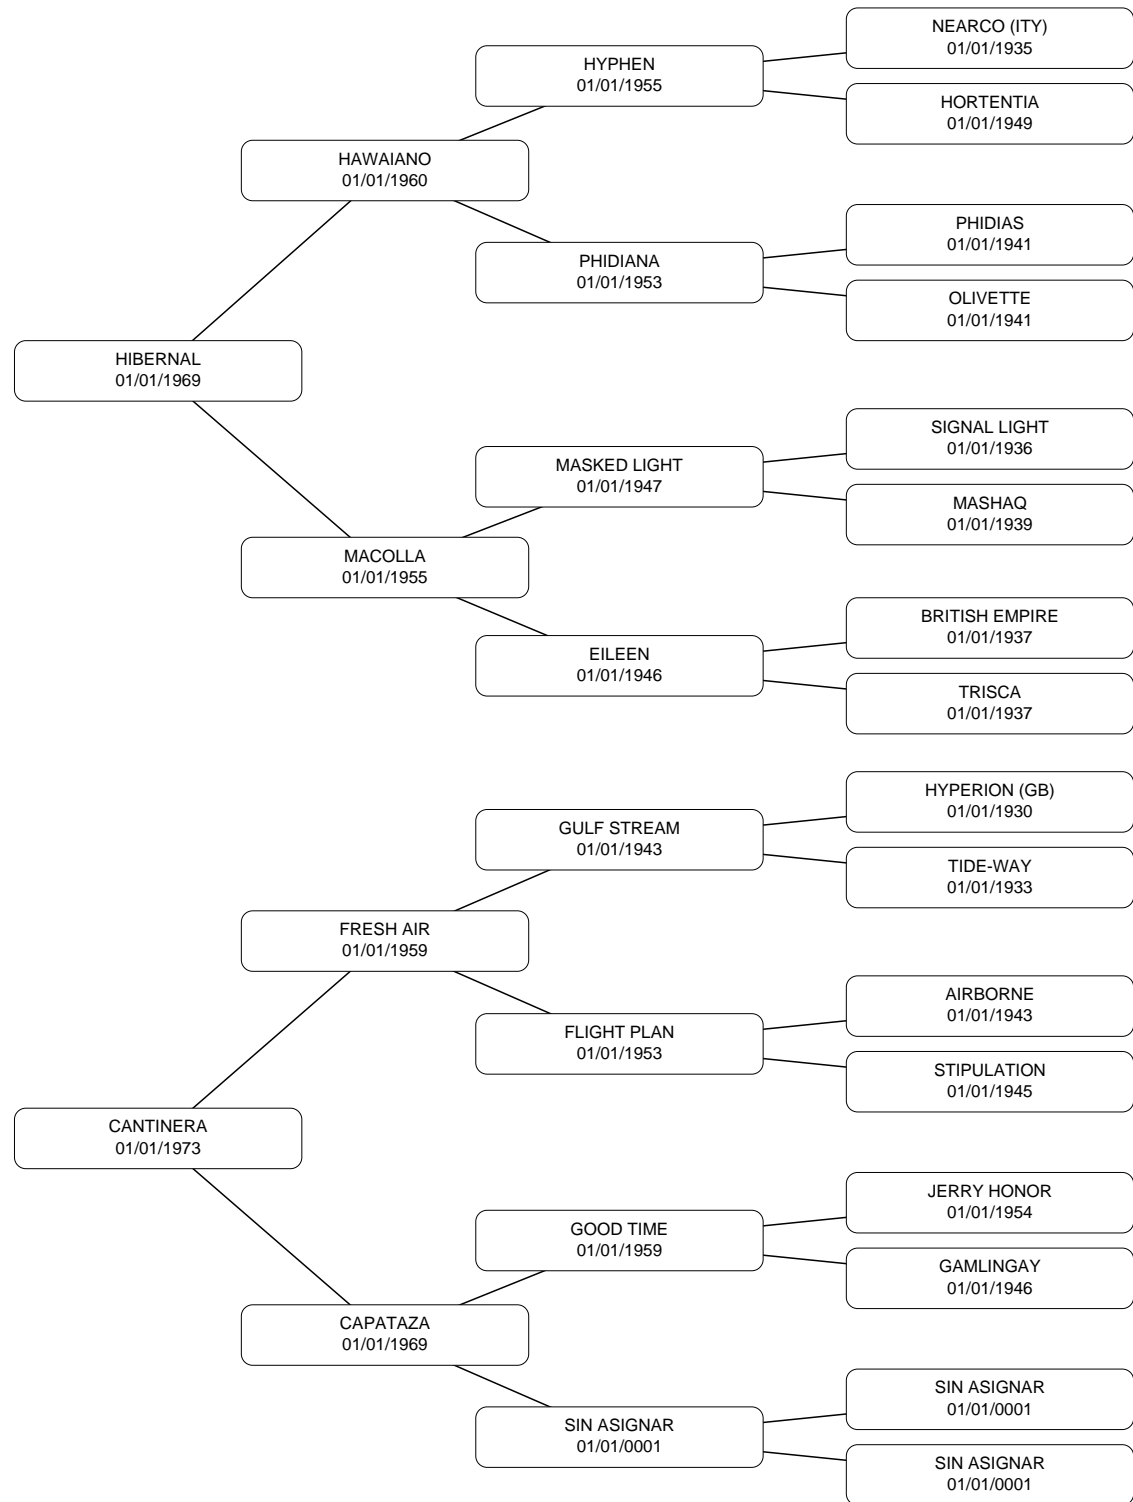 NEARCO (ITY)
01/01/1935
HYPHEN
01/01/1955
HORTENTIA
01/01/1949
HAWAIANO
01/01/1960
PHIDIAS
01/01/1941
PHIDIANA
01/01/1953
OLIVETTE
01/01/1941
HIBERNAL
01/01/1969
SIGNAL LIGHT
01/01/1936
MASKED LIGHT
01/01/1947
MASHAQ
01/01/1939
MACOLLA
01/01/1955
BRITISH EMPIRE
01/01/1937
EILEEN
01/01/1946
TRISCA
01/01/1937
HYPERION (GB)
01/01/1930
GULF STREAM
01/01/1943
TIDE-WAY
01/01/1933
FRESH AIR
01/01/1959
AIRBORNE
01/01/1943
FLIGHT PLAN
01/01/1953
STIPULATION
01/01/1945
CANTINERA
01/01/1973
JERRY HONOR
01/01/1954
GOOD TIME
01/01/1959
GAMLINGAY
01/01/1946
CAPATAZA
01/01/1969
SIN ASIGNAR
01/01/0001
SIN ASIGNAR
01/01/0001
SIN ASIGNAR
01/01/0001